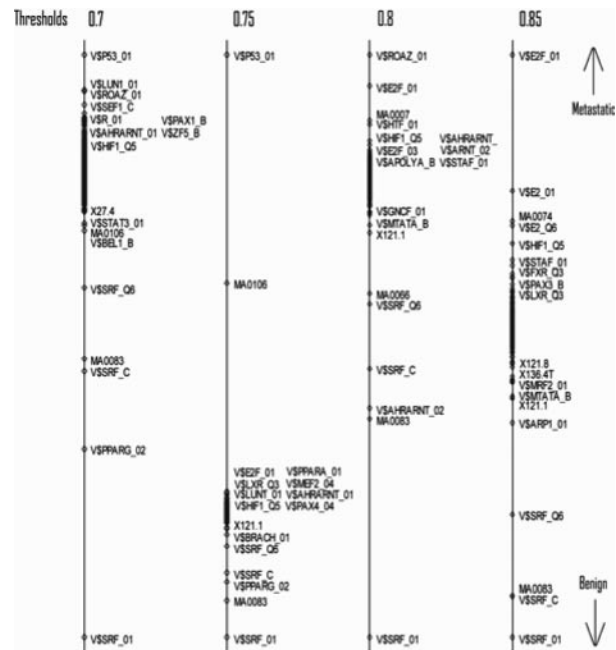 Thresholds 0.7 0.75 0.8 0.85
Metastatic
Benign
V$P53_01
V$LUN1_01
V$ROAZ_01
V$SEF1_C
V$R_01 V$PAX1_B
V$AHRARNT_01 V$ZF5_B
V$HIF1_Q5
X27.4
V$STAT3_01
MA0106
V$BEL1_B
V$SRF_Q6
MA0083
V$SRF_C
V$PPARG_02
V$SRF_01
V$P53_01
MA0106
V$E2F_01 V$PPARA_01
V$LXR_Q3 V$MEF2_04
V$LUNT_01 V$AHRARNT_01
V$HIF1_Q5 V$PAX4_04
X121.1
V$BRACH_01
V$SRF_Q5
V$SRF_C
V$PPARG_02
MA0083
V$SRF_01
V$ROAZ_01
V$E2F_01
MA0007
V$HTF_01
V$HIF1_Q5 V$AHRARNT_
V$E2F_03 V$ARNT_02
V$APOLYA_B V$STAF_01
V$GNCF_01
V$MTATA_B
X121.1
MA0066
V$SRF_Q6
V$SRF_C
V$AHRARNT_02
MA0083
V$SRF_01
V$E2F_01
V$E2_01
MA0074
V$E2_Q6
V$HIF1_Q5
V$STAF_01
V$FXR_Q3
V$PAX3_B
V$LXR_Q3
X121.8
X136.4T
V$MRF2_01
V$MTATA_B
X121.1
V$ARP1_01
V$SRF_Q6
MA0083
V$SRF_C
V$SRF_01